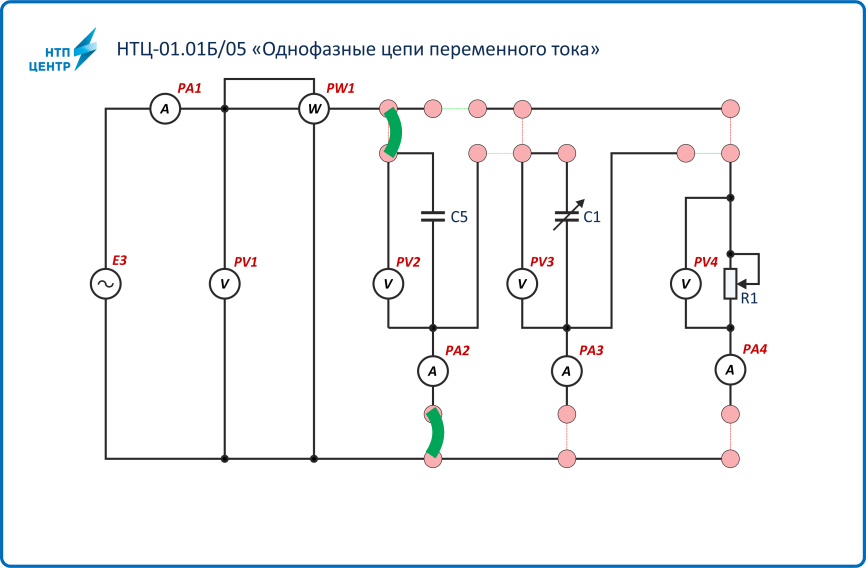 НТП
ЦЕНТР
НТЦ-01.01Б/05 «Однофазные цепи переменного тока»
PA1
PW1
A
W
C5
C1
E3
PV1
PV2
PV3
PV4
V
V
V
V
R1
PA2
PA3
PA4
A
A
A